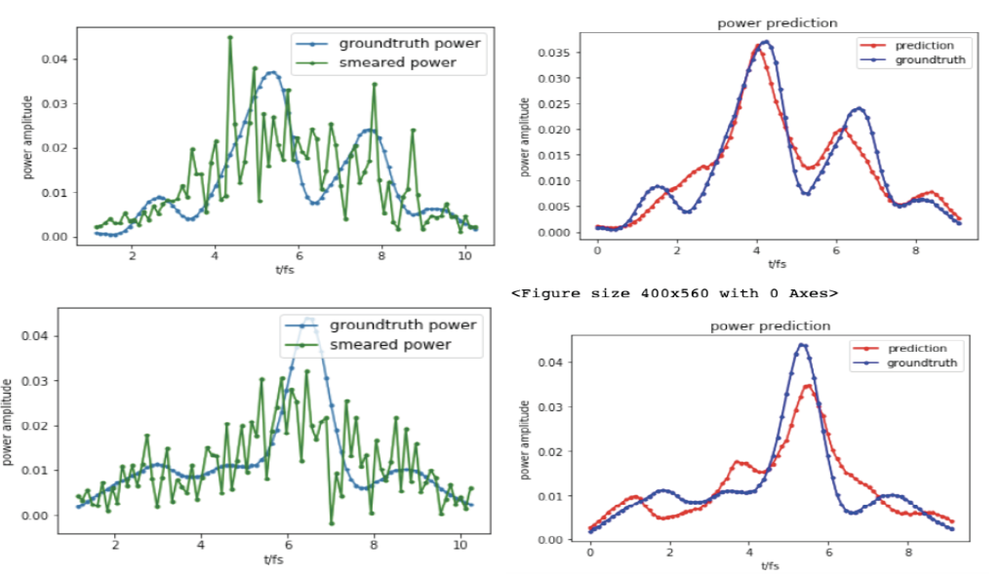 groundtruth power
smeared power
0.04
0.03
0.02
0.01
0.00
power amplitude
2 4 6 8 10
t/fs
power prediction
prediction
groundtruth
0.035
0.030
0.025
0.020
0.015
0.010
0.005
0.000
power amplitude
0 2 4 6 8
t/fs
<Figure size 400x560 with 0 Axes>
groundtruth power
smeared power
0.04
0.03
0.02
0.01
0.00
power amplitude
2 4 6 8 10
t/fs
power prediction
prediction
groundtruth
0.04
0.03
0.02
0.01
0.00
power amplitude
0 2 4 6 8
t/fs